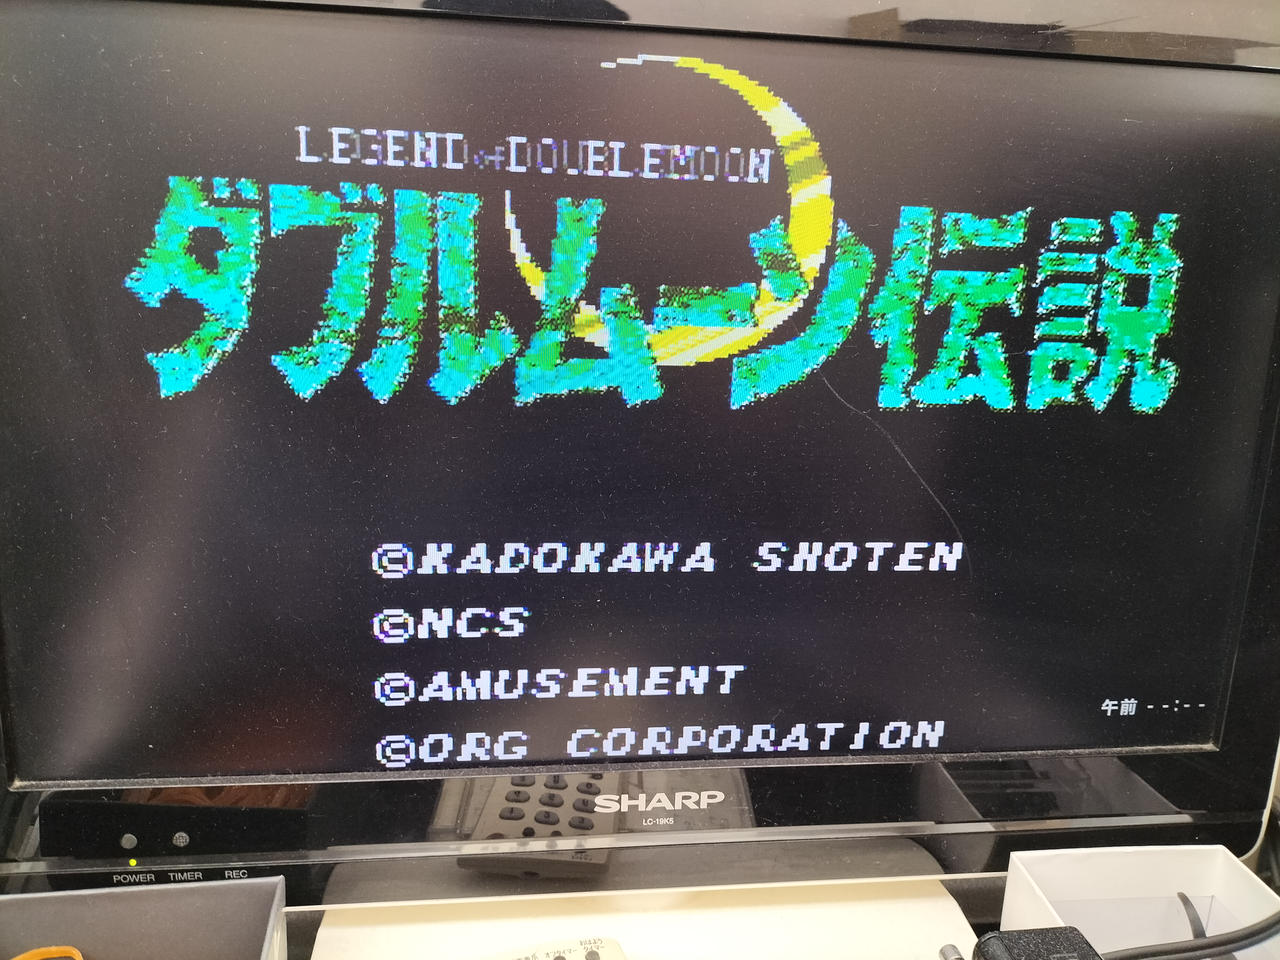 LEGEND of DOUBLEMOON
ダブルムーン伝説
©KADOKAWA SHOTEN
©NCS
©AMUSEMENT
©ORG CORPORATION
午前 --:--
SHARP
LC-19K5
POWER TIMER REC